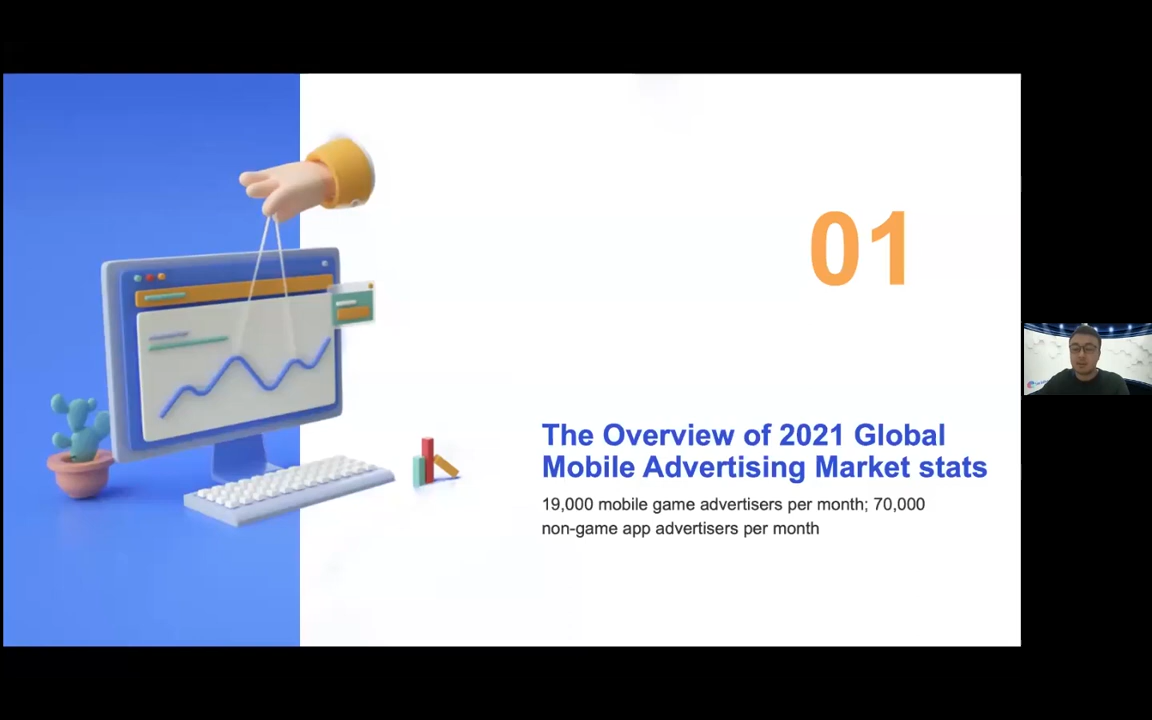 01
The Overview of 2021 Global
Mobile Advertising Market stats
19,000 mobile game advertisers per month; 70,000
non-game app advertisers per month